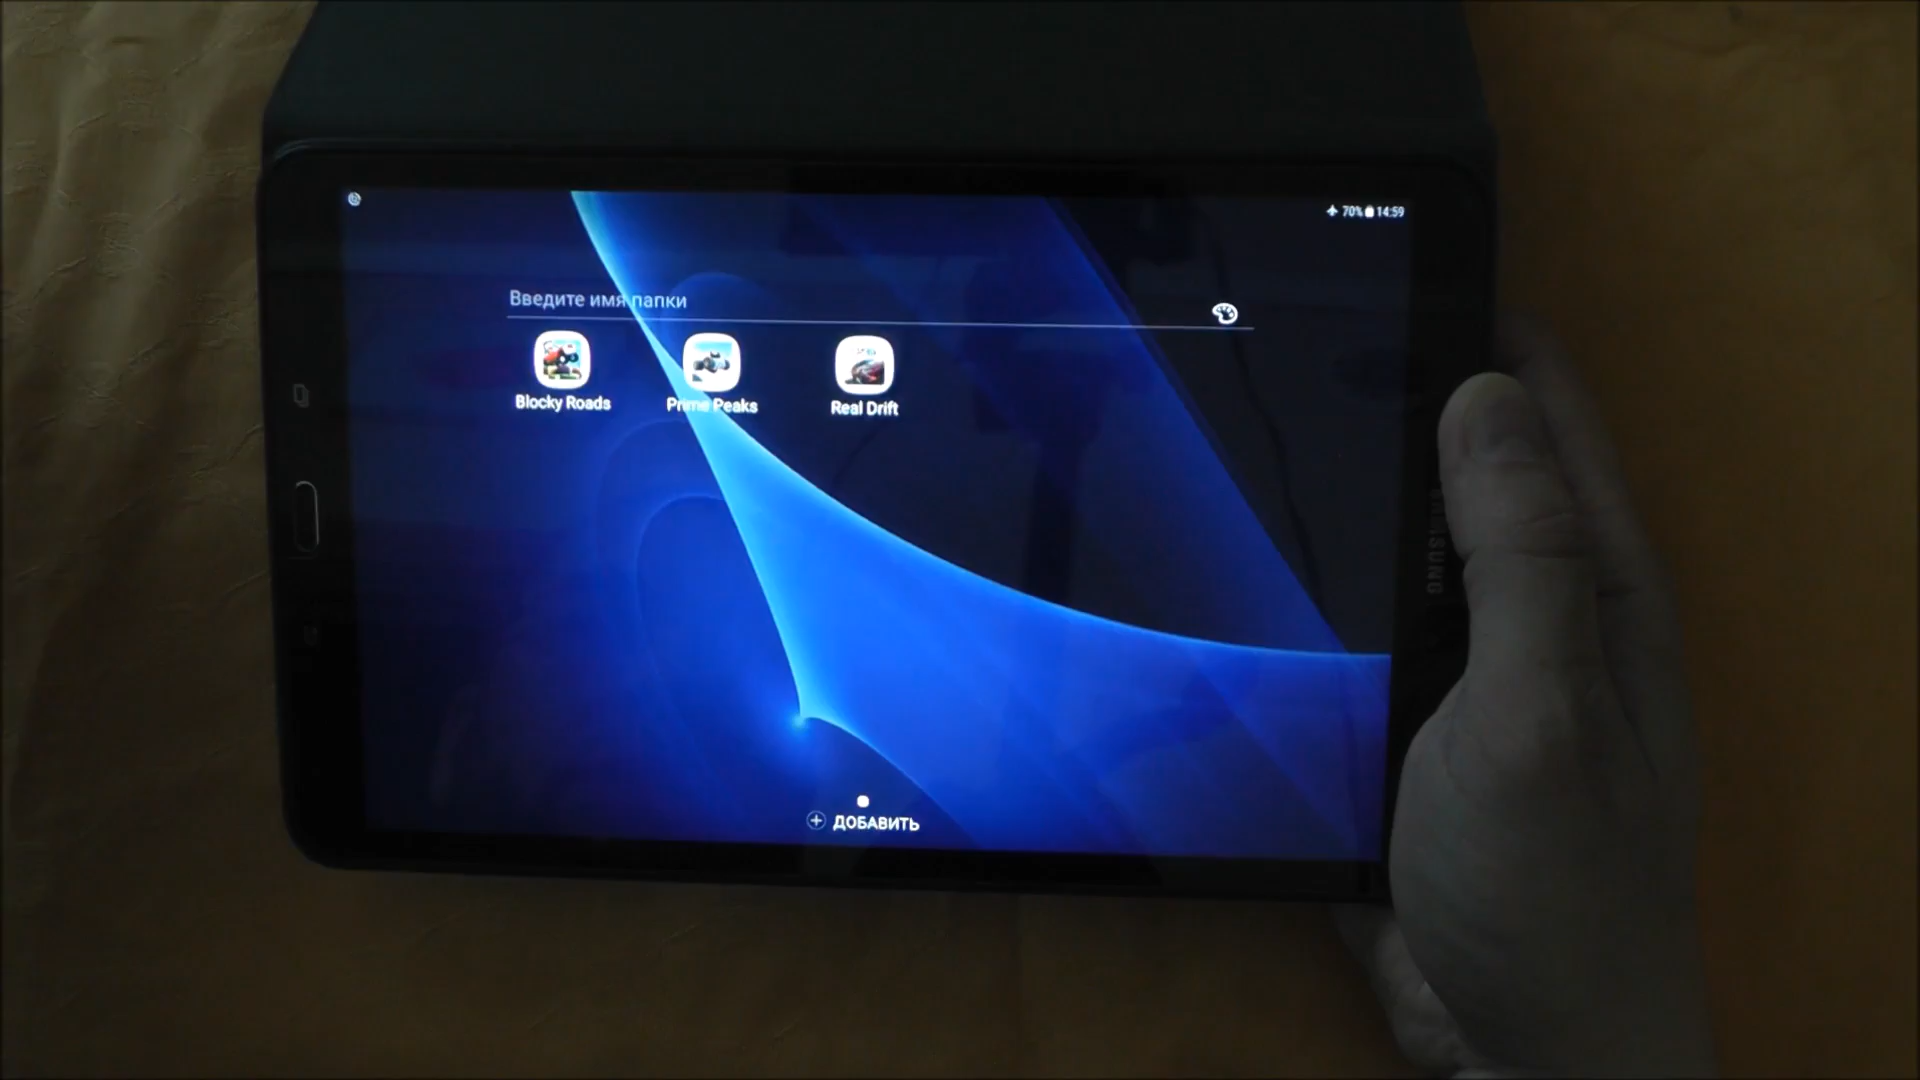 70% 14:59
Введите имя папки
Blocky Roads
Prime Peaks
Real Drift
SAMSUNG
ДОБАВИТЬ